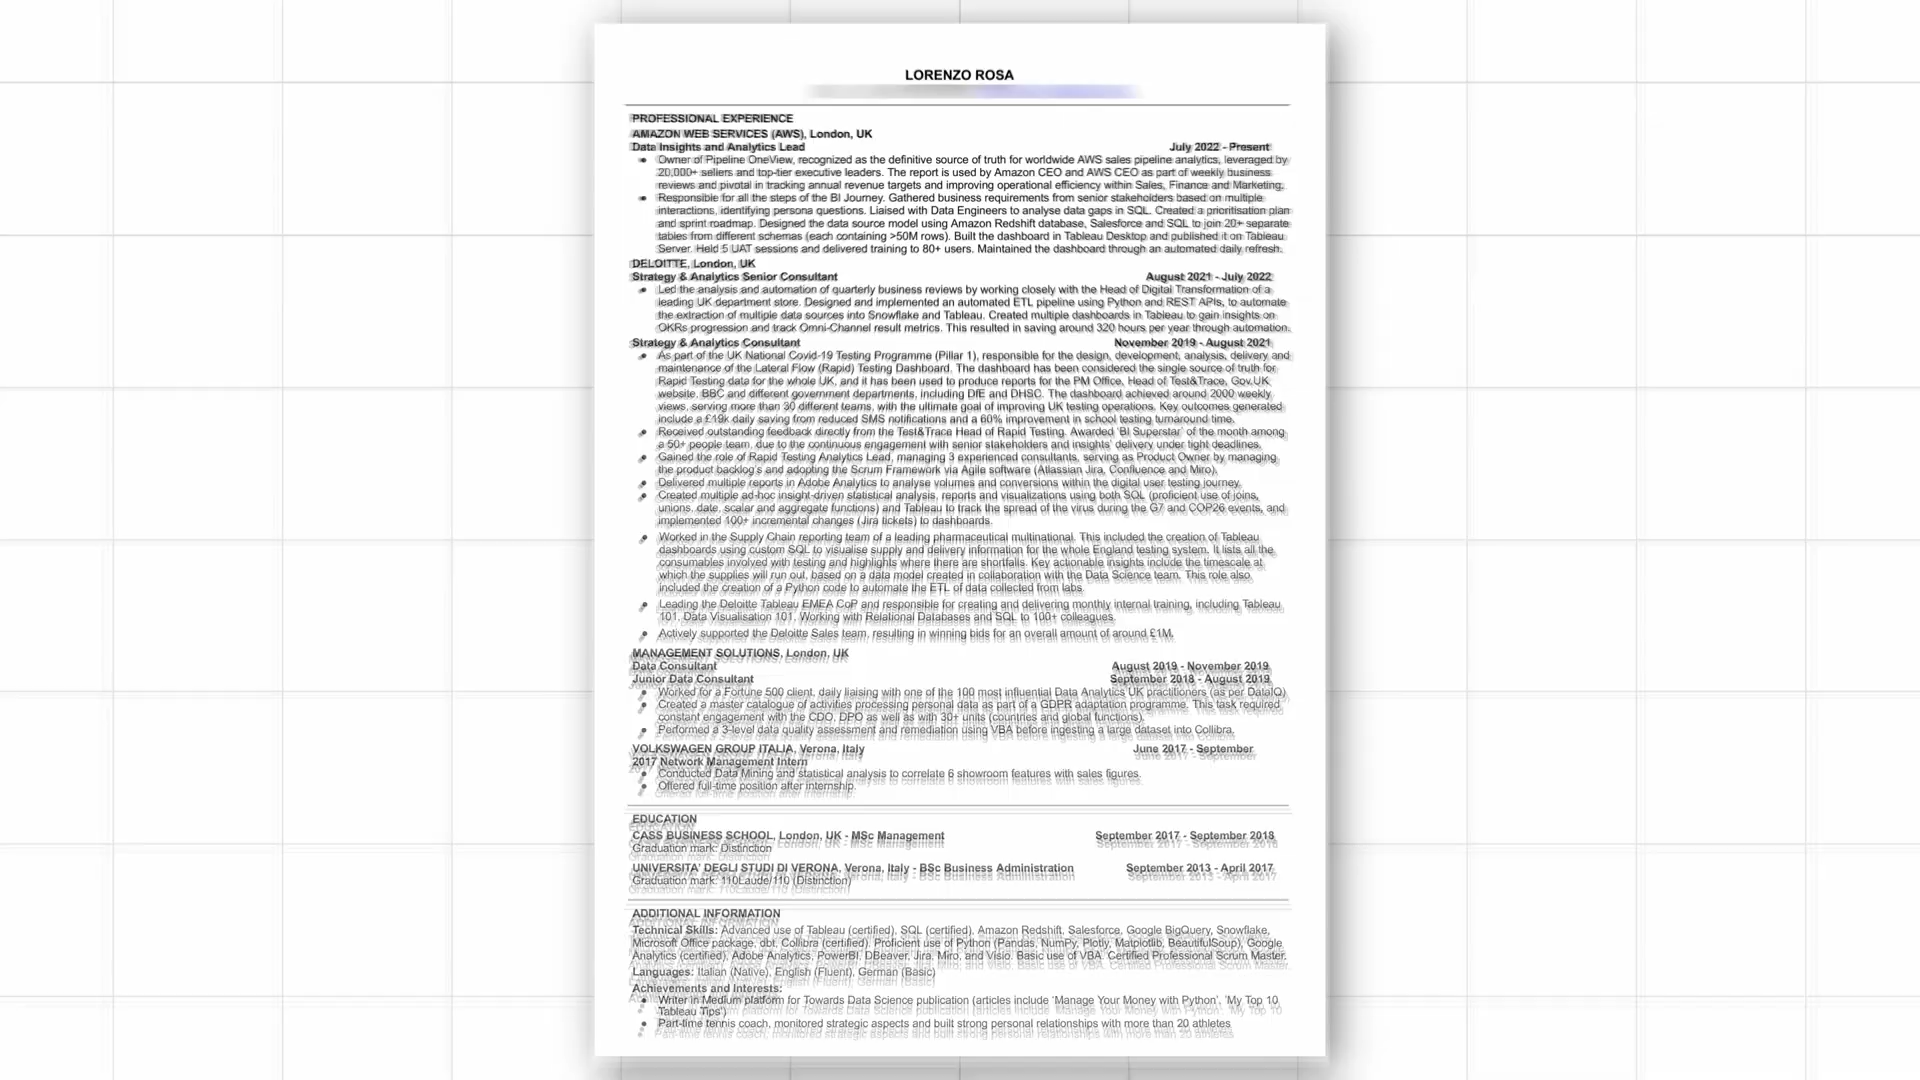 LORENZO ROSA
PROFESSIONAL EXPERIENCE
AMAZON WEB SERVICES (AWS), London, UK
Data Insights and Analytics Lead July 2022 - Present
• Owner of Pipeline OneView, recognized as the definitive source of truth for worldwide AWS sales pipeline analytics, leveraged by
20,000+ sellers and top-tier executive leaders. The report is used by Amazon CEO and AWS CEO as part of weekly business
reviews and pivotal in tracking annual revenue targets and improving operational efficiency within Sales, Finance and Marketing.
• Responsible for all the steps of the BI Journey. Gathered business requirements from senior stakeholders based on multiple
interactions, identifying persona questions. Liaised with Data Engineers to analyse data gaps in SQL. Created a prioritisation plan
and sprint roadmap. Designed the data source model using Amazon Redshift database, Salesforce and SQL to join 20+ separate
tables from different schemas (each containing >50M rows). Built the dashboard in Tableau Desktop and published it on Tableau
Server. Held 5 UAT sessions and delivered training to 80+ users. Maintained the dashboard through an automated daily refresh.
DELOITTE, London, UK
Strategy & Analytics Senior Consultant August 2021 - July 2022
• Led the analysis and automation of quarterly business reviews by working closely with the Head of Digital Transformation of a
leading UK department store. Designed and implemented an automated ETL pipeline using Python and REST APIs, to automate
the extraction of multiple data sources into Snowflake and Tableau. Created multiple dashboards in Tableau to gain insights on
OKRs progression and track Omni-Channel result metrics. This resulted in saving around 320 hours per year through automation.
Strategy & Analytics Consultant November 2019 - August 2021
• As part of the UK National Covid-19 Testing Programme (Pillar 1), responsible for the design, development, analysis, delivery and
maintenance of the Lateral Flow (Rapid) Testing Dashboard. The dashboard has been considered the single source of truth for
Rapid Testing data for the whole UK, and it has been used to produce reports for the PM Office, Head of Test&Trace, Gov.UK
website, BBC and different government departments, including DfE and DHSC. The dashboard achieved around 2000 weekly
views, serving more than 30 different teams, with the ultimate goal of improving UK testing operations. Key outcomes generated
include a £19k daily saving from reduced SMS notifications and a 60% improvement in school testing turnaround time.
• Received outstanding feedback directly from the Test&Trace Head of Rapid Testing. Awarded 'BI Superstar' of the month among
a 50+ people team, due to the continuous engagement with senior stakeholders and insights' delivery under tight deadlines.
• Gained the role of Rapid Testing Analytics Lead, managing 3 experienced consultants, serving as Product Owner by managing
the product backlog's and adopting the Scrum Framework via Agile software (Atlassian Jira, Confluence and Miro).
• Delivered multiple reports in Adobe Analytics to analyse volumes and conversions within the digital user testing journey.
• Created multiple ad-hoc insight-driven statistical analysis, reports and visualizations using both SQL (proficient use of joins,
unions, date, scalar and aggregate functions) and Tableau to track the spread of the virus during the G7 and COP26 events, and
implemented 100+ incremental changes (Jira tickets) to dashboards.
• Worked in the Supply Chain reporting team of a leading pharmaceutical multinational. This included the creation of Tableau
dashboards using custom SQL to visualise supply and delivery information for the whole England testing system. It lists all the
consumables involved with testing and highlights where there are shortfalls. Key actionable insights include the timescale at
which the supplies will run out, based on a data model created in collaboration with the Data Science team. This role also
included the creation of a Python code to automate the ETL of data collected from labs.
• Leading the Deloitte Tableau EMEA CoP and responsible for creating and delivering monthly internal training, including Tableau
101, Data Visualisation 101, Working with Relational Databases and SQL to 100+ colleagues.
• Actively supported the Deloitte Sales team, resulting in winning bids for an overall amount of around £1M.
MANAGEMENT SOLUTIONS, London, UK
Data Consultant August 2019 - November 2019
Junior Data Consultant September 2018 - August 2019
• Worked for a Fortune 500 client, daily liaising with one of the 100 most influential Data Analytics UK practitioners (as per DataIQ)
• Created a master catalogue of activities processing personal data as part of a GDPR adaptation programme. This task required
constant engagement with the CDO, DPO as well as with 30+ units (countries and global functions).
• Performed a 3-level data quality assessment and remediation using VBA before ingesting a large dataset into Collibra.
VOLKSWAGEN GROUP ITALIA, Verona, Italy June 2017 - September
2017 Network Management Intern
• Conducted Data Mining and statistical analysis to correlate 6 showroom features with sales figures.
• Offered full-time position after internship.
EDUCATION
CASS BUSINESS SCHOOL, London, UK - MSc Management September 2017 - September 2018
Graduation mark: Distinction
UNIVERSITA' DEGLI STUDI DI VERONA, Verona, Italy - BSc Business Administration September 2013 - April 2017
Graduation mark: 110Laude/110 (Distinction)
ADDITIONAL INFORMATION
Technical Skills: Advanced use of Tableau (certified), SQL (certified), Amazon Redshift, Salesforce, Google BigQuery, Snowflake,
Microsoft Office package, dbt, Collibra (certified). Proficient use of Python (Pandas, NumPy, Plotly, Matplotlib, BeautifulSoup), Google
Analytics (certified), Adobe Analytics, PowerBI, DBeaver, Jira, Miro, and Visio. Basic use of VBA. Certified Professional Scrum Master.
Languages: Italian (Native), English (Fluent), German (Basic)
Achievements and Interests:
• Writer in Medium platform for Towards Data Science publication (articles include 'Manage Your Money with Python', 'My Top 10
Tableau Tips')
• Part-time tennis coach, monitored strategic aspects and built strong personal relationships with more than 20 athletes